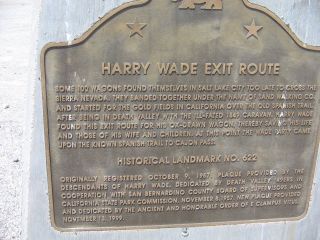 HARRY WADE EXIT ROUTE
SOME 100 WAGONS FOUND THEMSELVES IN SALT LAKE CITY TOO LATE TO CROSS THE
SIERRA NEVADA. THEY BANDED TOGETHER UNDER THE NAME OF SAND WALKING CO.
AND STARTED FOR THE GOLD FIELDS IN CALIFORNIA OVER THE OLD SPANISH TRAIL.
AFTER BEING IN DEATH VALLEY WITH THE ILL-FATED 1849 CARAVAN, HARRY WADE
FOUND THIS EXIT ROUTE FOR HIS OX-DRAWN WAGON THEREBY SAVING HIS LIFE
AND THOSE OF HIS WIFE AND CHILDREN. AT THIS POINT THE WADE PARTY CAME
UPON THE KNOWN SPANISH TRAIL TO CAJON PASS.
HISTORICAL LANDMARK NO. 622
ORIGINALLY REGISTERED OCTOBER 9, 1957, PLAQUE PROVIDED BY THE
DESCENDANTS OF HARRY WADE. DEDICATED BY DEATH VALLEY '49ERS IN
COOPERATION WITH SAN BERNARDINO COUNTY BOARD OF SUPERVISORS AND
CALIFORNIA STATE PARK COMMISSION, NOVEMBER 8, 1957. NEW PLAQUE PROVIDED
AND DEDICATED BY THE ANCIENT AND HONORABLE ORDER OF E CLAMPUS VITUS,
NOVEMBER 13, 1999.